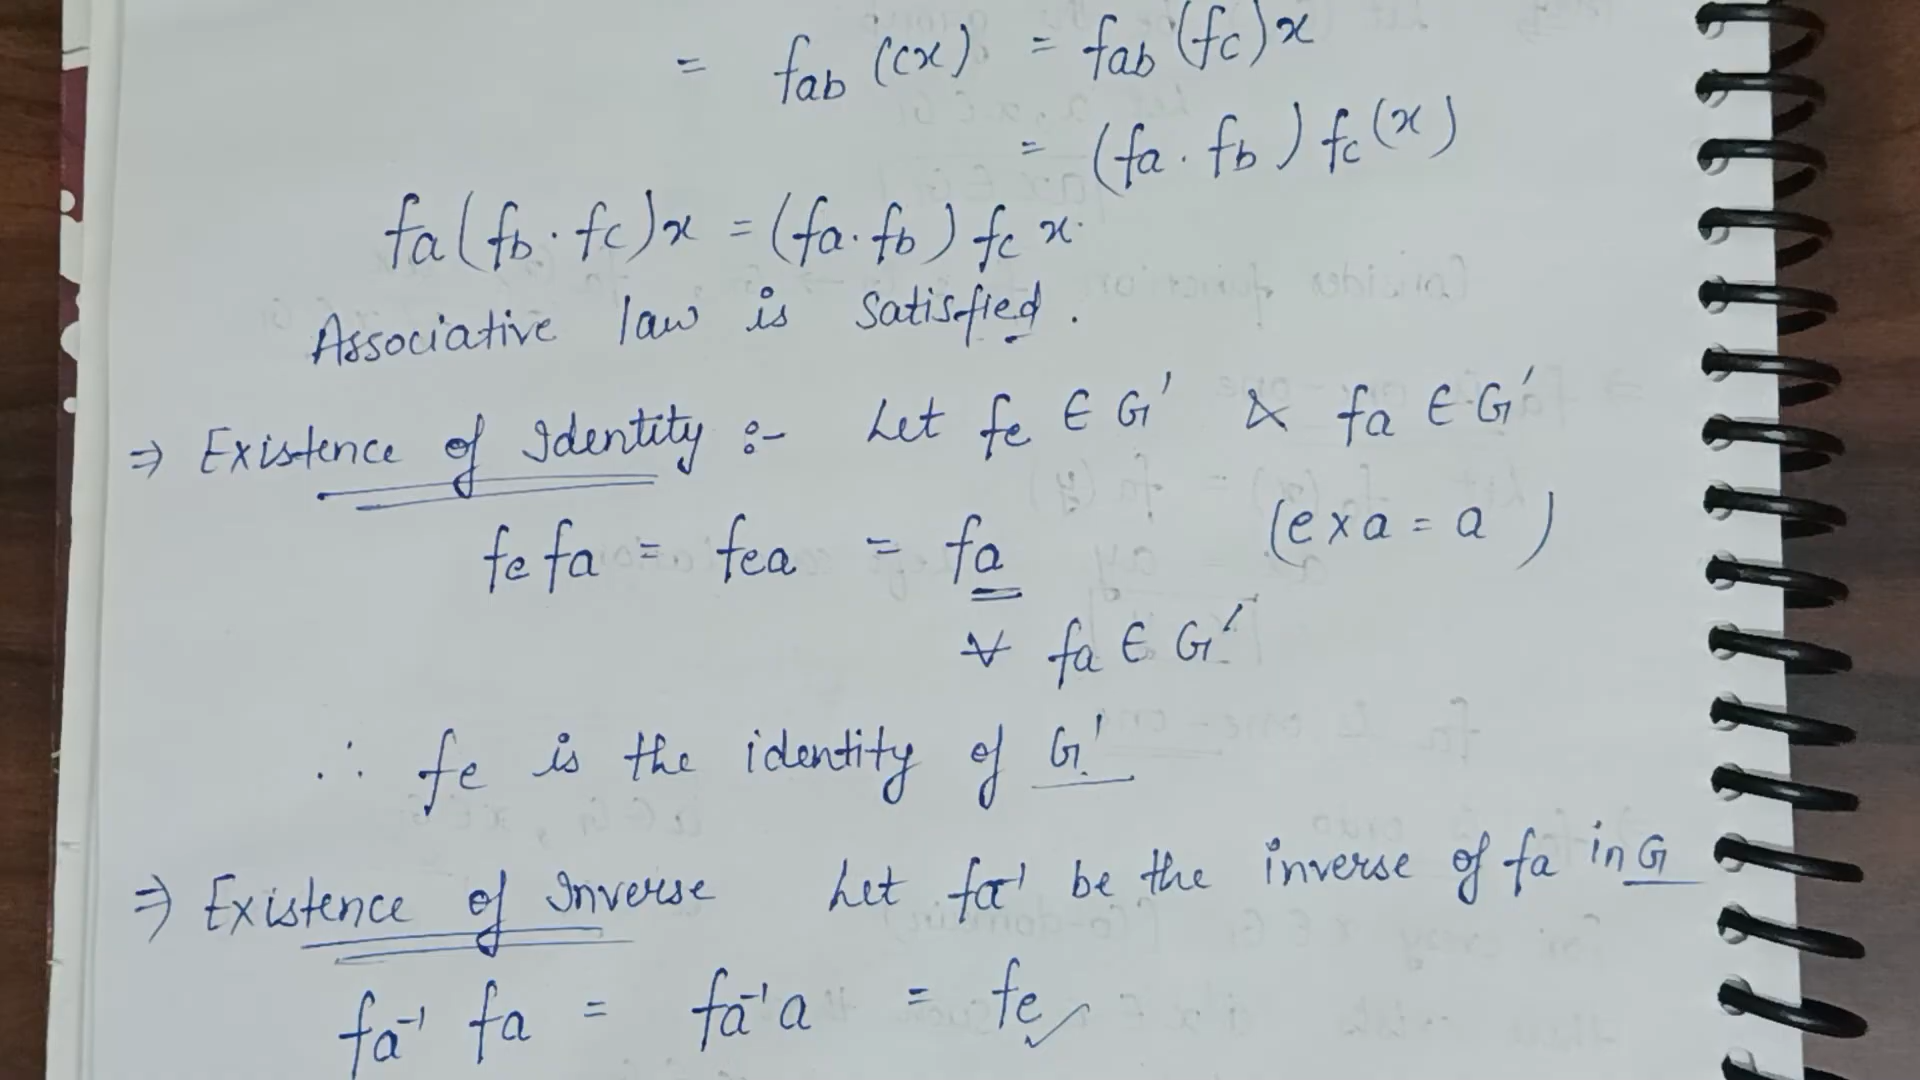 = fab (cx) = fab (fc)x
= (fa . fb) fc(x)
fa(fb . fc)x = (fa . fb) fc x.
Associative law is satisfied.
⇒ Existence of Identity :- Let fe ∈ G' & fa ∈ G'
fe fa = fea = fa (e x a = a)
∀ fa ∈ G'
∴ fe is the identity of G'
⇒ Existence of Inverse Let fa⁻¹ be the inverse of fa in G
fa⁻¹ fa = fa⁻¹a = fe